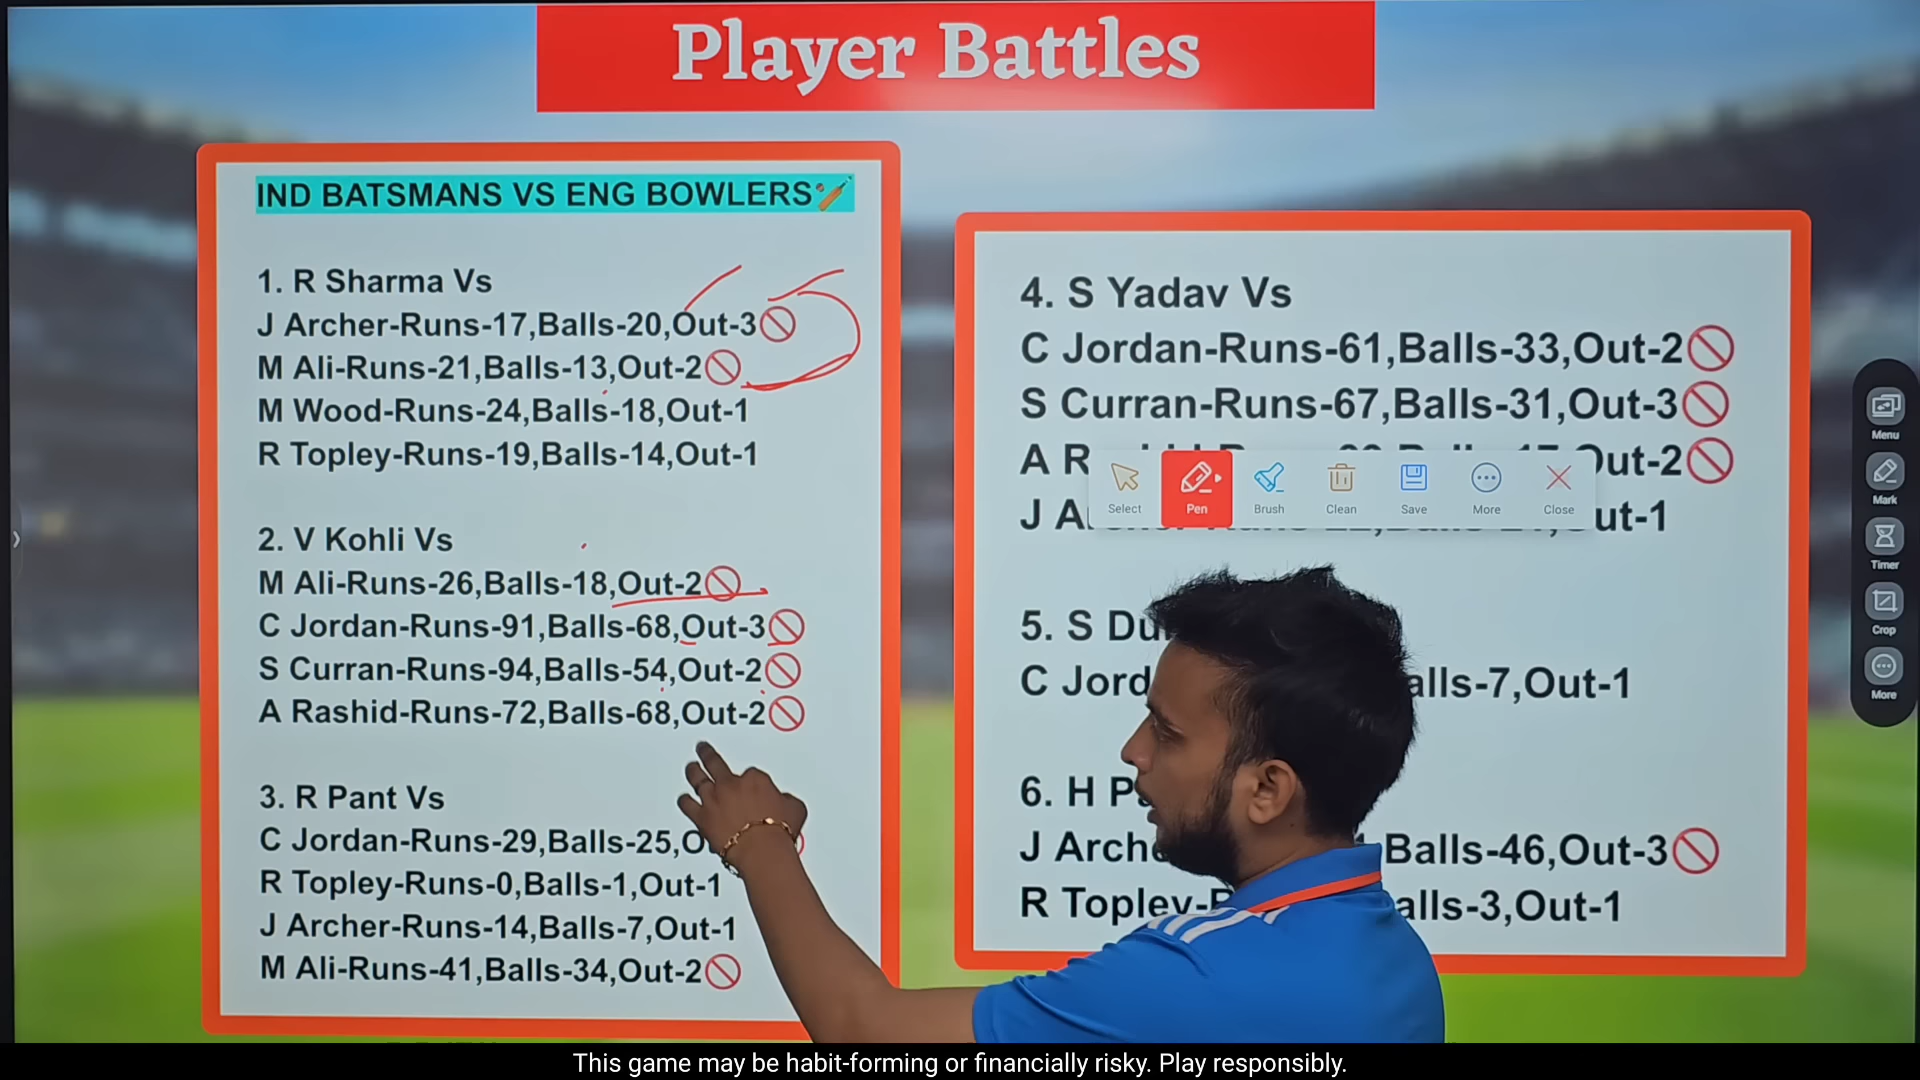 Player Battles
IND BATSMANS VS ENG BOWLERS
1. R Sharma Vs
J Archer-Runs-17,Balls-20,Out-3
M Ali-Runs-21,Balls-13,Out-2
M Wood-Runs-24,Balls-18,Out-1
R Topley-Runs-19,Balls-14,Out-1
2. V Kohli Vs
M Ali-Runs-26,Balls-18,Out-2
C Jordan-Runs-91,Balls-68,Out-3
S Curran-Runs-94,Balls-54,Out-2
A Rashid-Runs-72,Balls-68,Out-2
3. R Pant Vs
C Jordan-Runs-29,Balls-25,
R Topley-Runs-0,Balls-1,Out-1
J Archer-Runs-14,Balls-7,Out-1
M Ali-Runs-41,Balls-34,Out-2
4. S Yadav Vs
C Jordan-Runs-61,Balls-33,Out-2
S Curran-Runs-67,Balls-31,Out-3
A Out-2
J
Select Pen Brush Clean Save More Close
5. S
C Balls-7,Out-1
6. H
J Balls-46,Out-3
R Topley- Balls-3,Out-1
Menu
Mark
Timer
Crop
More
This game may be habit-forming or financially risky. Play responsibly.